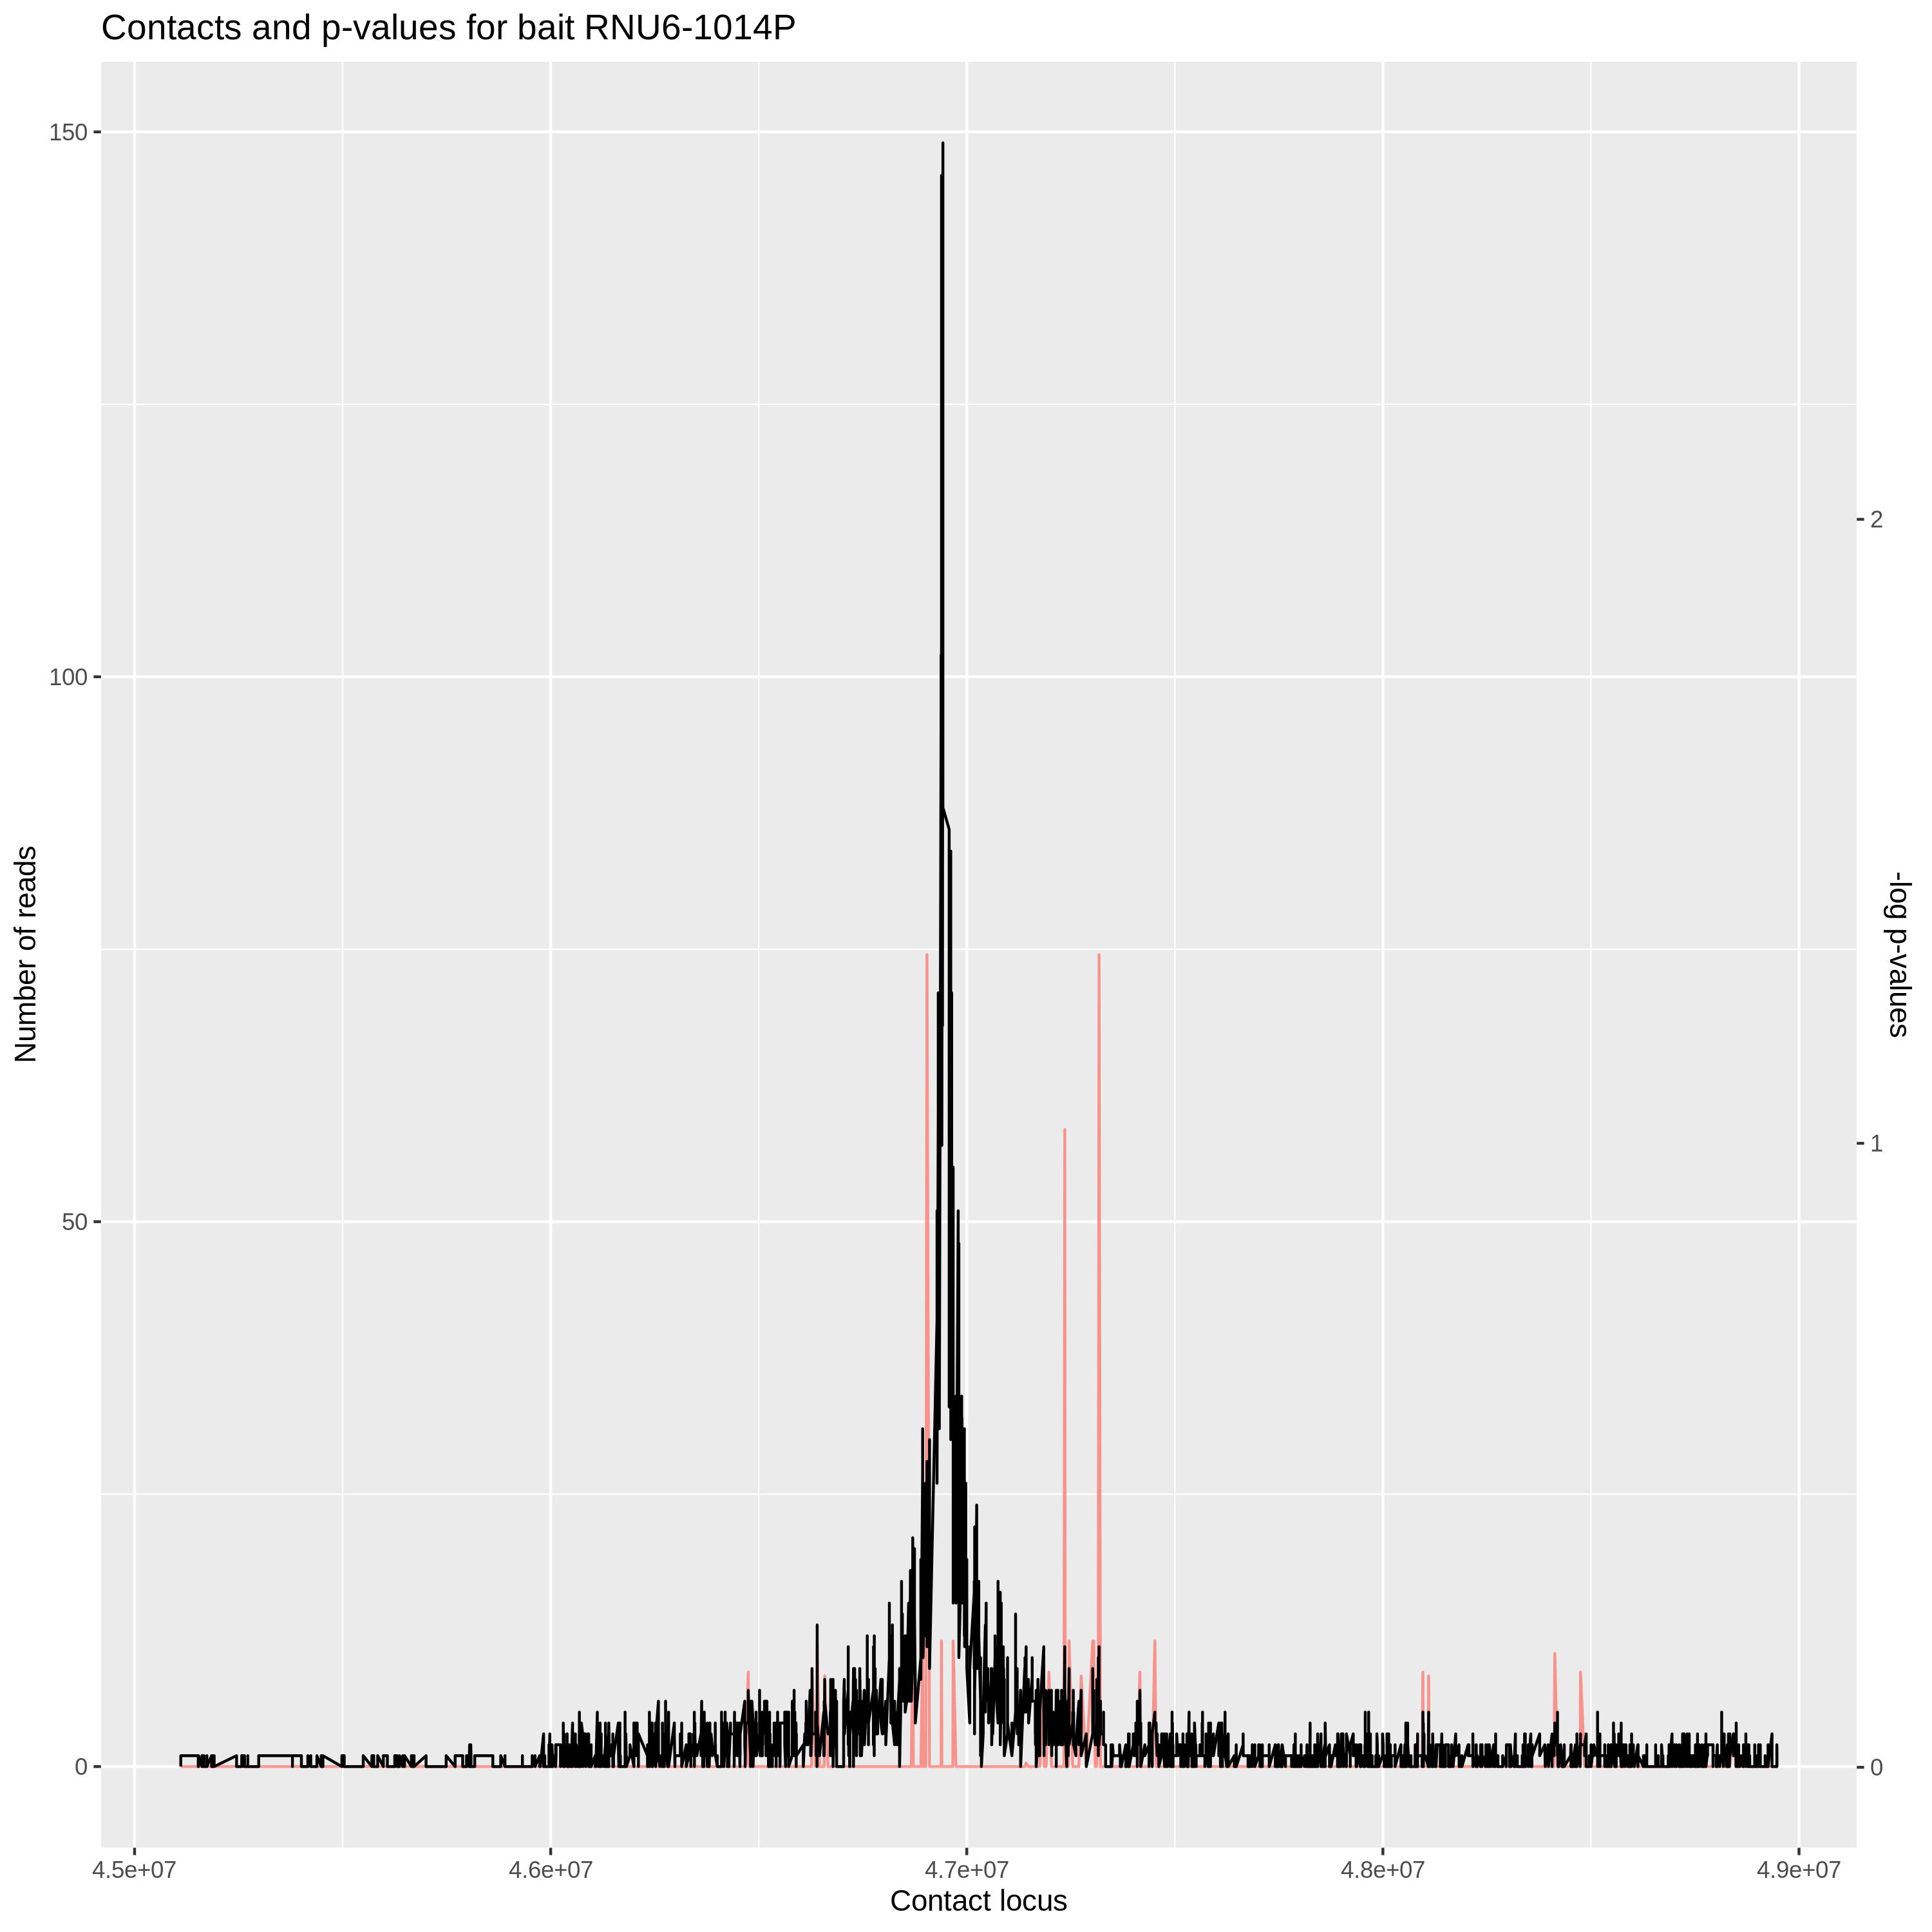 Contacts and p-values for bait RNU6-1014P
150
100
50
0
Number of reads
2
1
0
-log p-values
4.5e+07
4.6e+07
4.7e+07
4.8e+07
4.9e+07
Contact locus